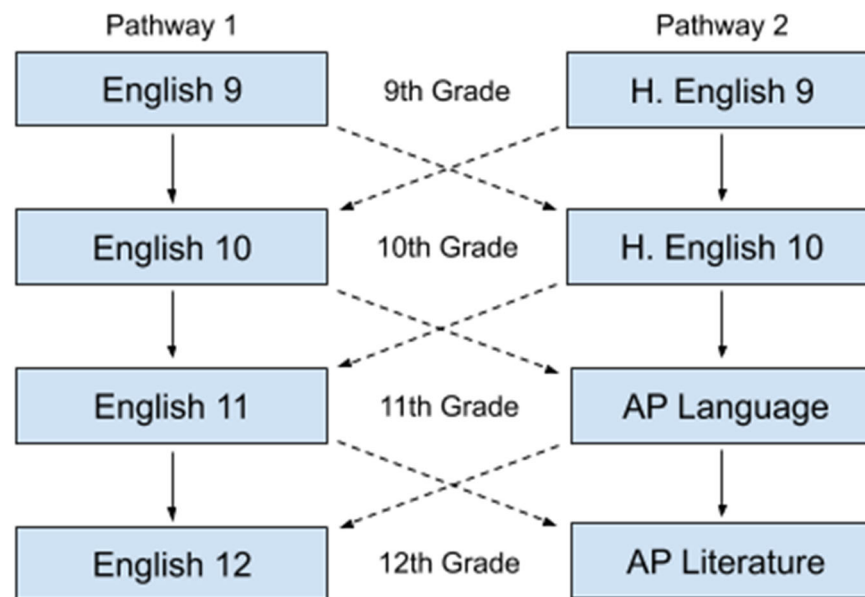 Pathway 1
Pathway 2
English 9
9th Grade
H. English 9
English 10
10th Grade
H. English 10
English 11
11th Grade
AP Language
English 12
12th Grade
AP Literature